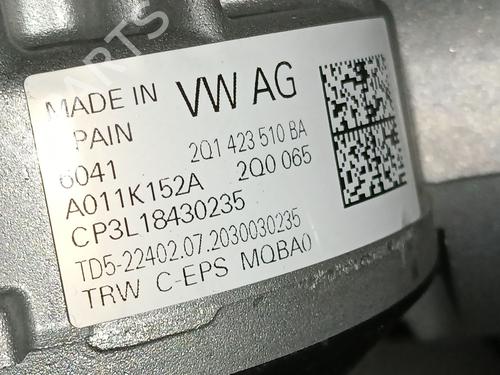 MADE IN VW AG
PAIN
6041 2Q1 423 510 BA
A011K152A 2Q0 065
CP3L18430235
TD5-22402.07.2030030235
TRW C-EPS MQBA0